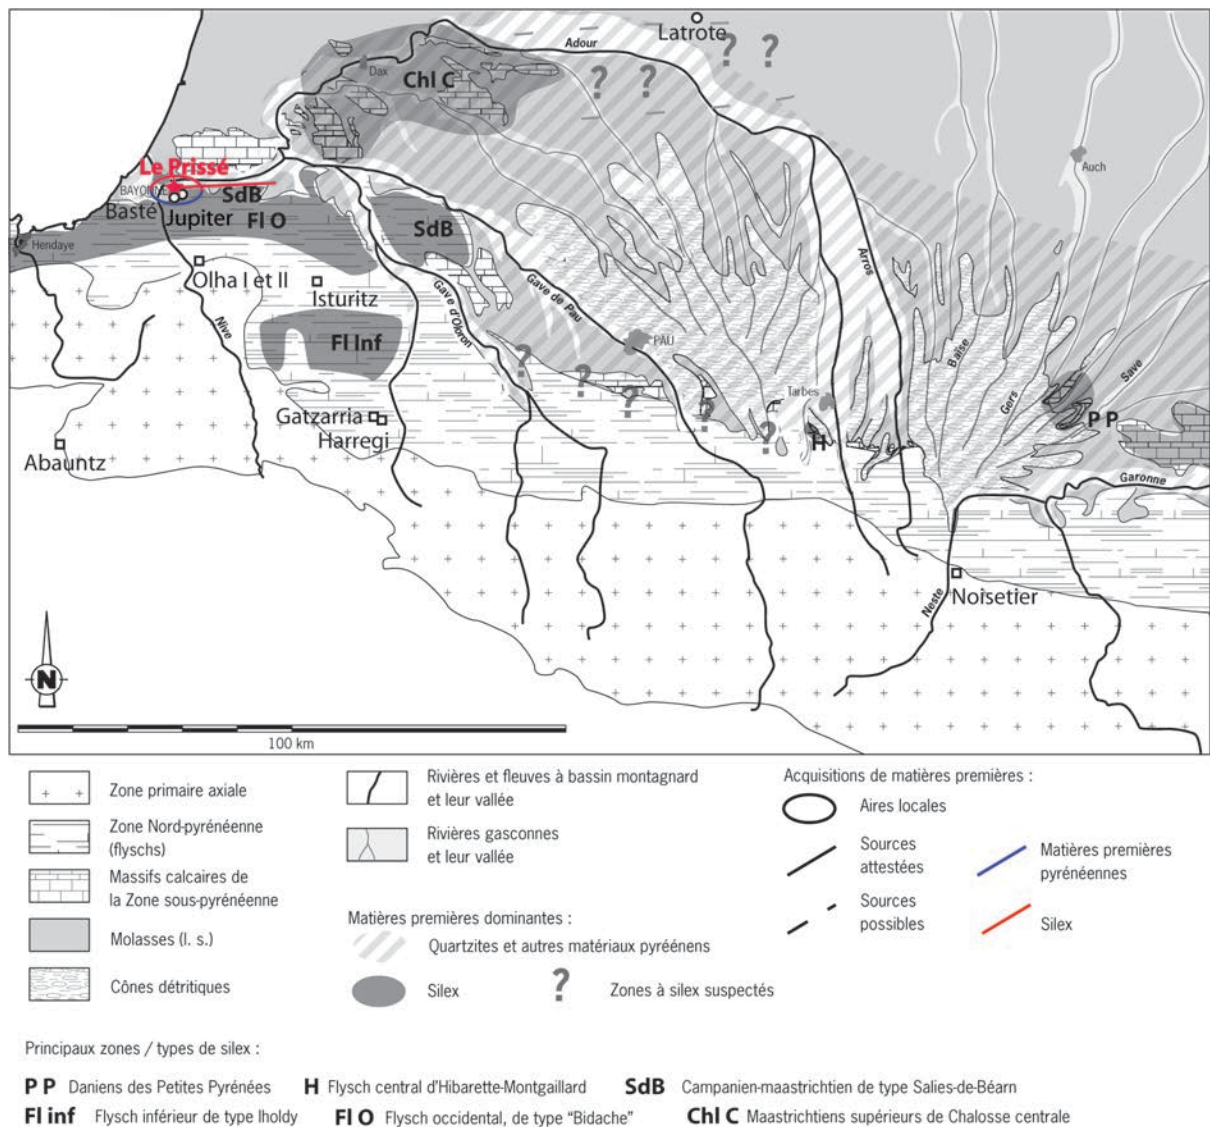 Latrote
Adour
? ? ? ?
Dax
Chl C
Auch
Le Prissé
BAYONNE
SdB
Basté
Jupiter
Fl O
SdB
Hendaye
Olha I et II
Isturitz
Nive
Gave d'Oloron
Gave de Pau
Arros
PAU
Fl Inf
? ? ? ? ?
Tarbes
H
Baïse
Gers
Save
P P
Gatzarria
Harregi
Abauntz
Garonne
Neste
Noisetier
N
100 km
Zone primaire axiale
Zone Nord-pyrénéenne
(flyschs)
Massifs calcaires de
la Zone sous-pyrénéenne
Molasses (l. s.)
Cônes détritiques
Rivières et fleuves à bassin montagnard
et leur vallée
Rivières gasconnes
et leur vallée
Matières premières dominantes :
Quartzites et autres matériaux pyréénens
Silex
? Zones à silex suspectés
Acquisitions de matières premières :
Aires locales
Sources
attestées
Matières premières
pyrénéennes
Sources
possibles
Silex
Principaux zones / types de silex :
P P Daniens des Petites Pyrénées H Flysch central d'Hibarette-Montgaillard SdB Campanien-maastrichtien de type Salies-de-Béarn
Fl inf Flysch inférieur de type Iholdy Fl O Flysch occidental, de type "Bidache" Chl C Maastrichtiens supérieurs de Chalosse centrale